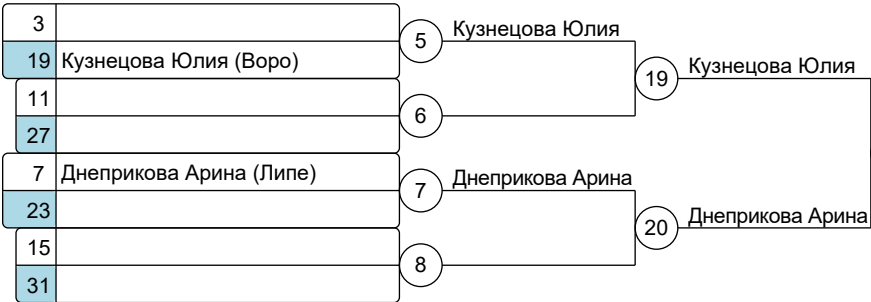 3
Кузнецова Юлия
5
19 Кузнецова Юлия (Воро)
Кузнецова Юлия
19
11
6
27
7 Днеприкова Арина (Липе)
Днеприкова Арина
7
23
Днеприкова Арина
20
15
8
31